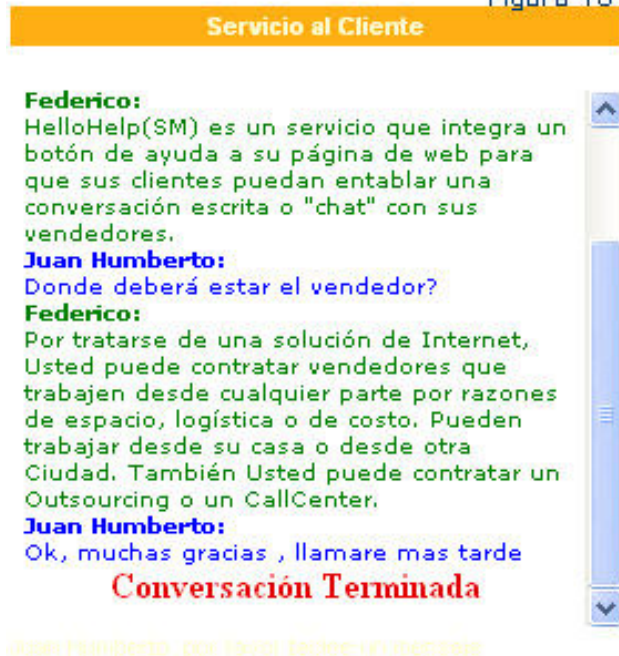 Servicio al Cliente
Federico:
HelloHelp(SM) es un servicio que integra un
botón de ayuda a su página de web para
que sus clientes puedan entablar una
conversación escrita o "chat" con sus
vendedores.
Juan Humberto:
Donde deberá estar el vendedor?
Federico:
Por tratarse de una solución de Internet,
Usted puede contratar vendedores que
trabajen desde cualquier parte por razones
de espacio, logística o de costo. Pueden
trabajar desde su casa o desde otra
Ciudad. También Usted puede contratar un
Outsourcing o un CallCenter.
Juan Humberto:
Ok, muchas gracias , llamare mas tarde
Conversación Terminada